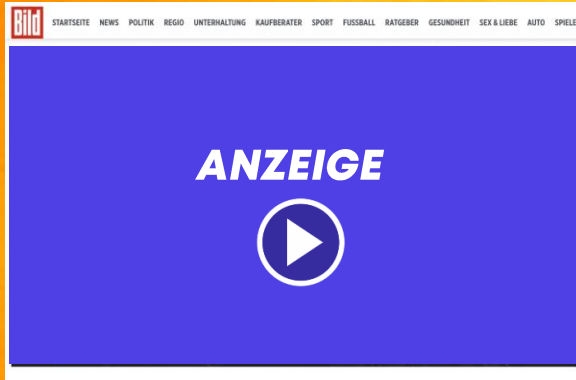 Bild STARTSEITE NEWS POLITIK REGIO UNTERHALTUNG KAUFBERATER SPORT FUSSBALL RATGEBER GESUNDHEIT SEX & LIEBE AUTO SPIELE
ANZEIGE